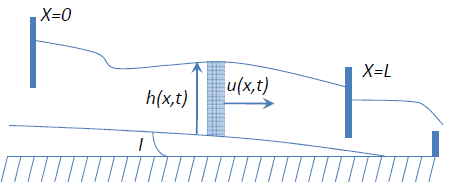 X=0
u(x,t)
X=L
h(x,t)
I